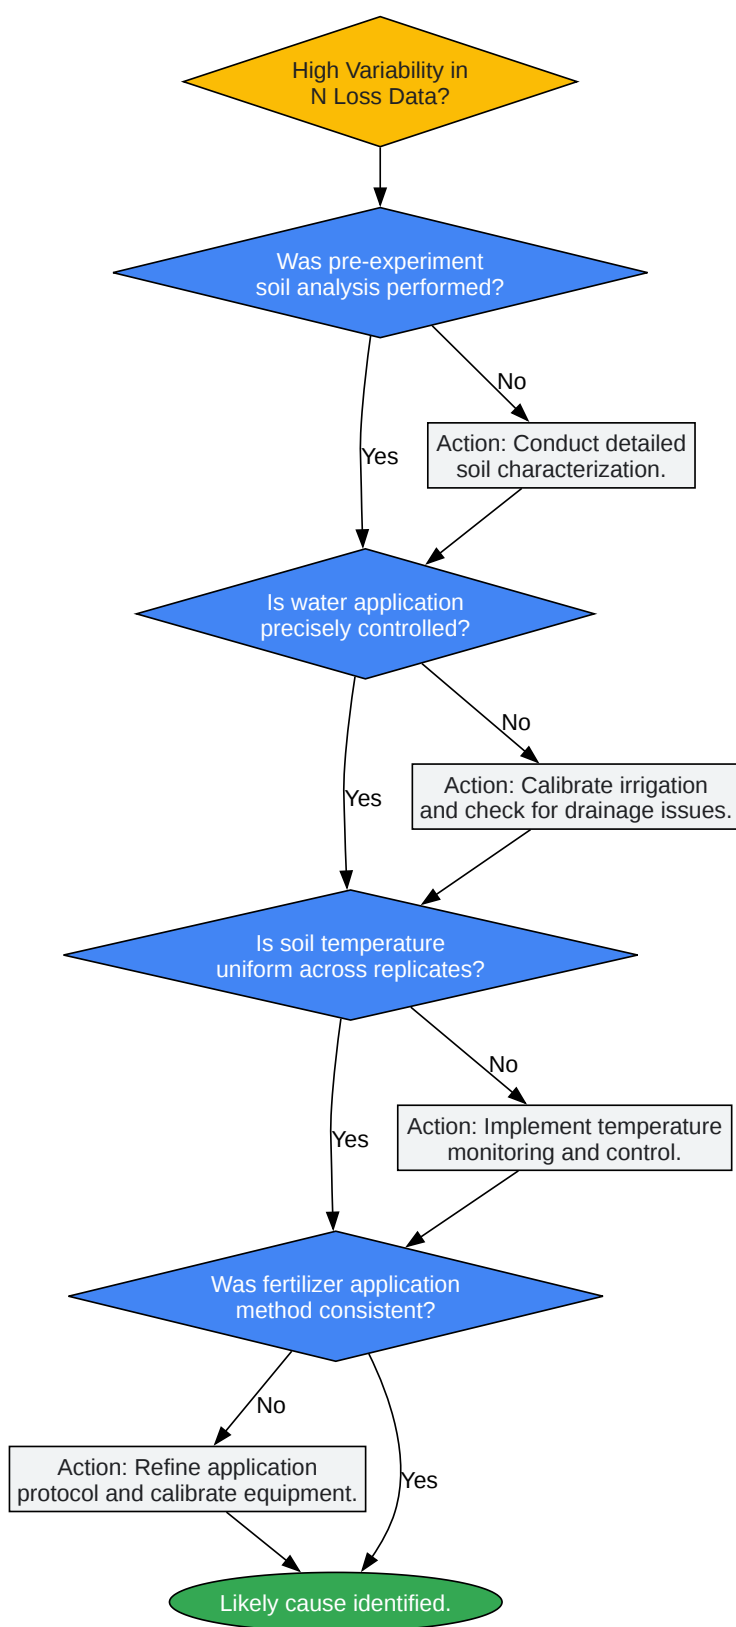 High Variability in
N Loss Data?
Was pre-experiment
soil analysis performed?
No
Action: Conduct detailed
soil characterization.
Yes
Is water application
precisely controlled?
No
Action: Calibrate irrigation
and check for drainage issues.
Yes
Is soil temperature
uniform across replicates?
No
Action: Implement temperature
monitoring and control.
Yes
Was fertilizer application
method consistent?
No
Action: Refine application
protocol and calibrate equipment.
Yes
Likely cause identified.